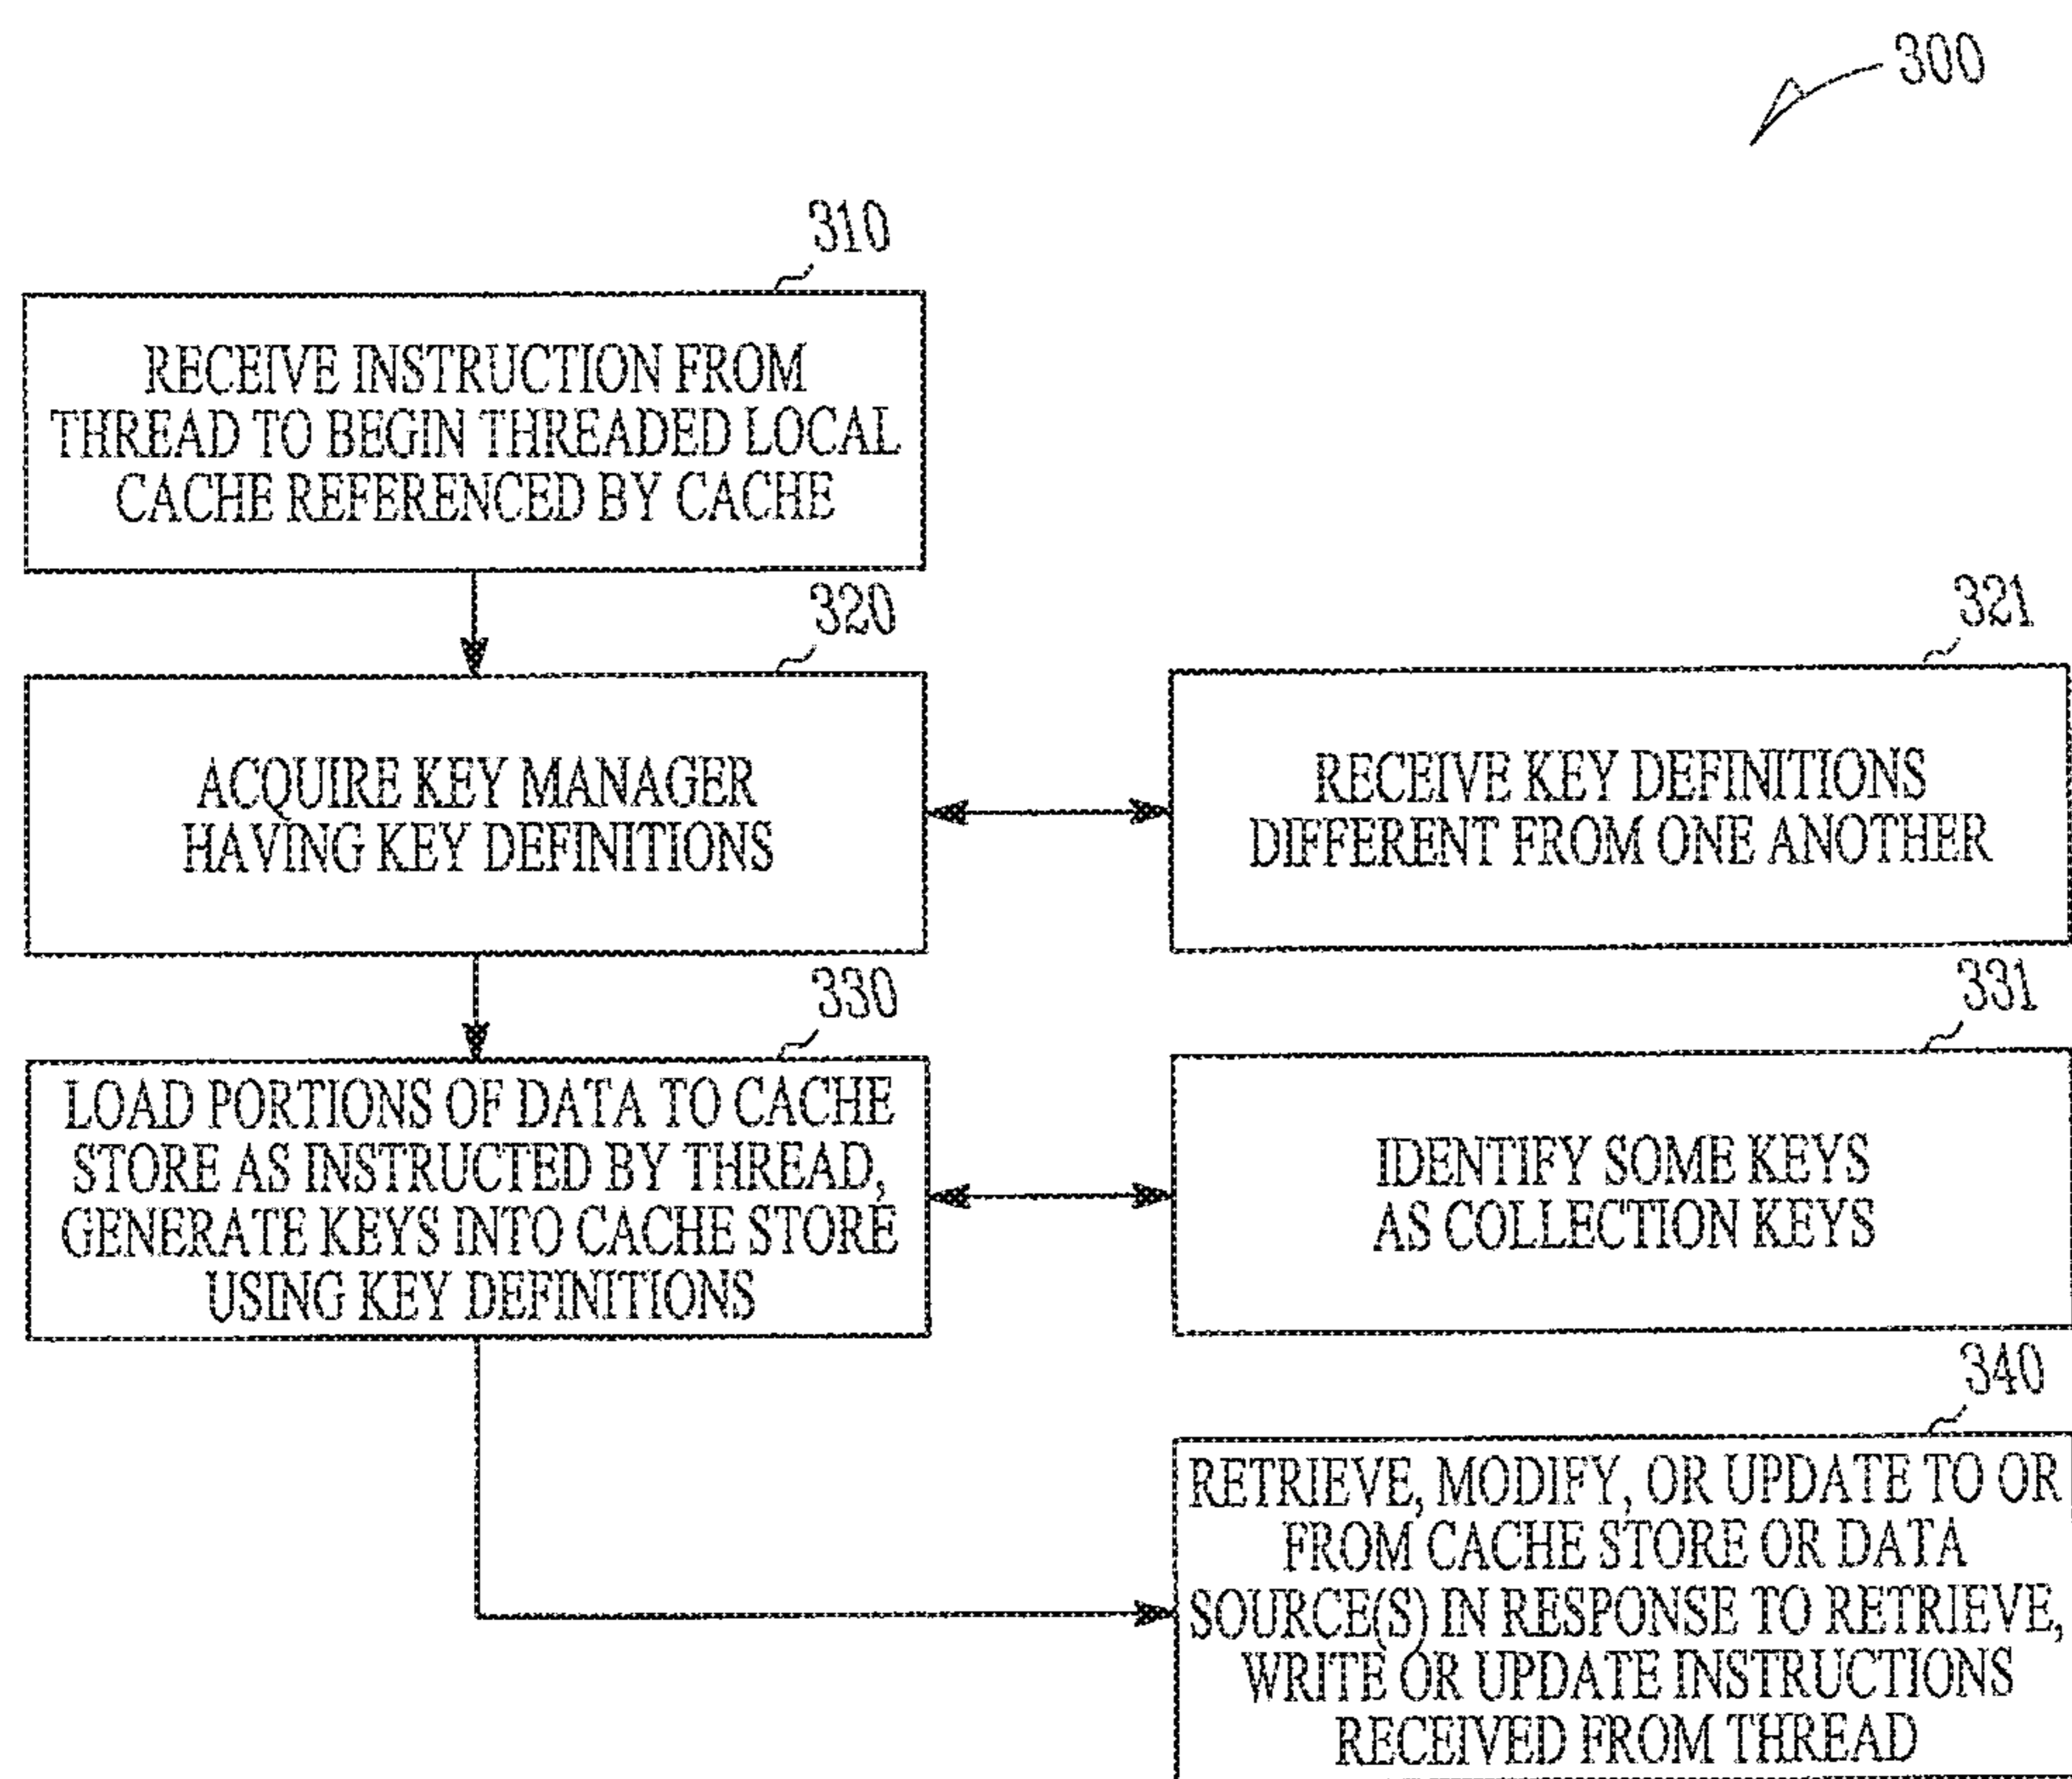 300
310
RECEIVE INSTRUCTION FROM
THREAD TO BEGIN THREADED LOCAL
CACHE REFERENCED BY CACHE
320
ACQUIRE KEY MANAGER
HAVING KEY DEFINITIONS
321
RECEIVE KEY DEFINITIONS
DIFFERENT FROM ONE ANOTHER
330
LOAD PORTIONS OF DATA TO CACHE
STORE AS INSTRUCTED BY THREAD,
GENERATE KEYS INTO CACHE STORE
USING KEY DEFINITIONS
331
IDENTIFY SOME KEYS
AS COLLECTION KEYS
340
RETRIEVE, MODIFY, OR UPDATE TO OR
FROM CACHE STORE OR DATA
SOURCE(S) IN RESPONSE TO RETRIEVE,
WRITE OR UPDATE INSTRUCTIONS
RECEIVED FROM THREAD